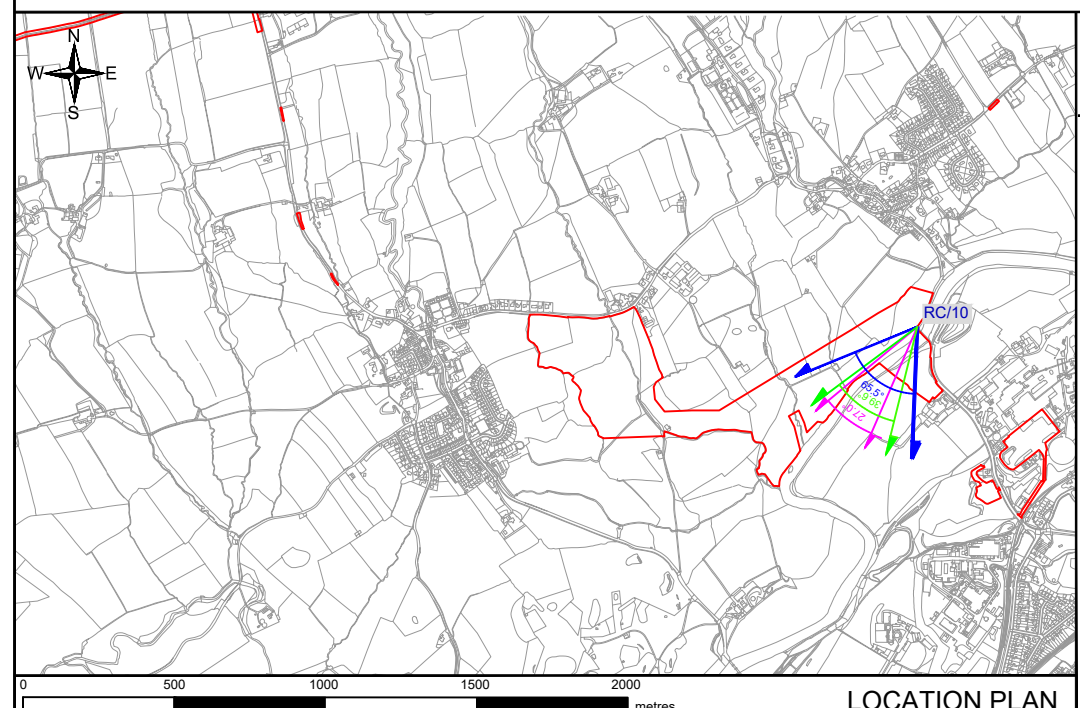 N
W E
S
RC/10
65.5°
39.6°
27.0°
0 500 1000 1500 2000
metres
LOCATION PLAN